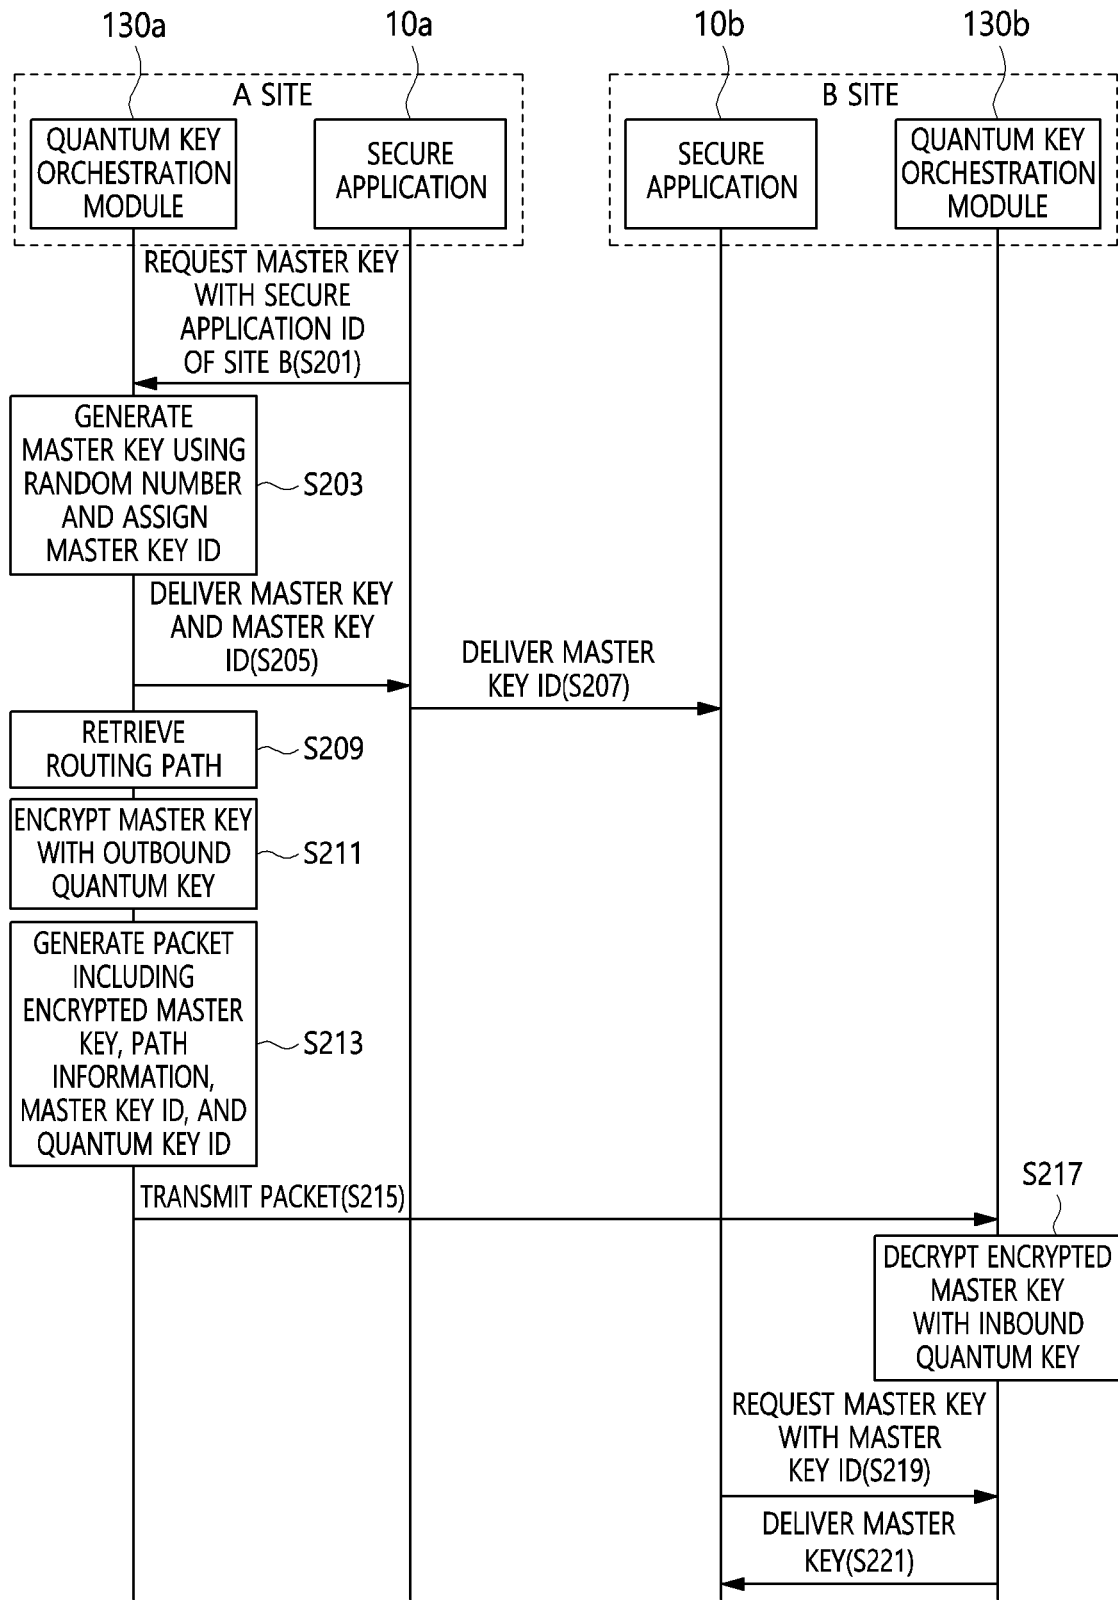 130a
10a
10b
130b
A SITE
B SITE
QUANTUM KEY
ORCHESTRATION
MODULE
SECURE
APPLICATION
SECURE
APPLICATION
QUANTUM KEY
ORCHESTRATION
MODULE
REQUEST MASTER KEY
WITH SECURE
APPLICATION ID
OF SITE B(S201)
GENERATE
MASTER KEY USING
RANDOM NUMBER
AND ASSIGN
MASTER KEY ID
S203
DELIVER MASTER KEY
AND MASTER KEY
ID(S205)
DELIVER MASTER
KEY ID(S207)
RETRIEVE
ROUTING PATH
S209
ENCRYPT MASTER KEY
WITH OUTBOUND
QUANTUM KEY
S211
GENERATE PACKET
INCLUDING
ENCRYPTED MASTER
KEY, PATH
INFORMATION,
MASTER KEY ID, AND
QUANTUM KEY ID
S213
TRANSMIT PACKET(S215)
S217
DECRYPT ENCRYPTED
MASTER KEY
WITH INBOUND
QUANTUM KEY
REQUEST MASTER KEY
WITH MASTER
KEY ID(S219)
DELIVER MASTER
KEY(S221)